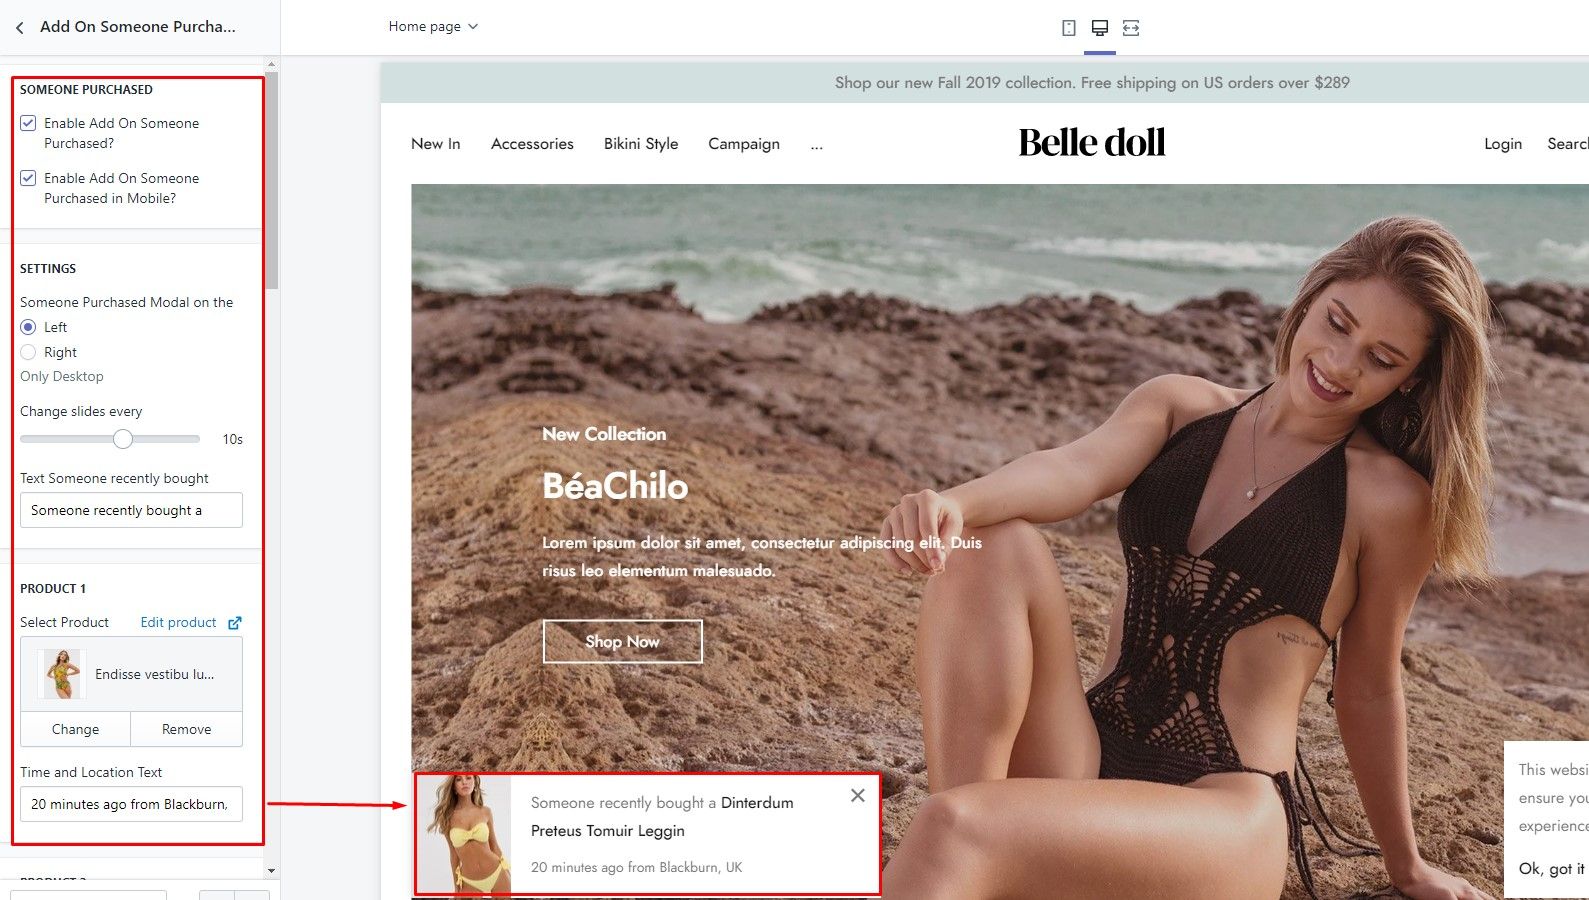 Add On Someone Purcha...
Home page
SOMEONE PURCHASED
Enable Add On Someone
Purchased?
Enable Add On Someone
Purchased in Mobile?
SETTINGS
Someone Purchased Modal on the
Left
Right
Only Desktop
Change slides every
10s
Text Someone recently bought
Someone recently bought a
PRODUCT 1
Select Product Edit product
Endisse vestibu lu...
Change Remove
Time and Location Text
20 minutes ago from Blackburn,
Shop our new Fall 2019 collection. Free shipping on US orders over $289
New In Accessories Bikini Style Campaign ... Belle doll Login Search
New Collection
BéaChilo
Lorem ipsum dolor sit amet, consectetur adipiscing elit. Duis
risus leo elementum malesuado.
Shop Now
Someone recently bought a Dinterdum
Preteus Tomuir Leggin
20 minutes ago from Blackburn, UK
This websi
ensure you
experience
Ok, got it